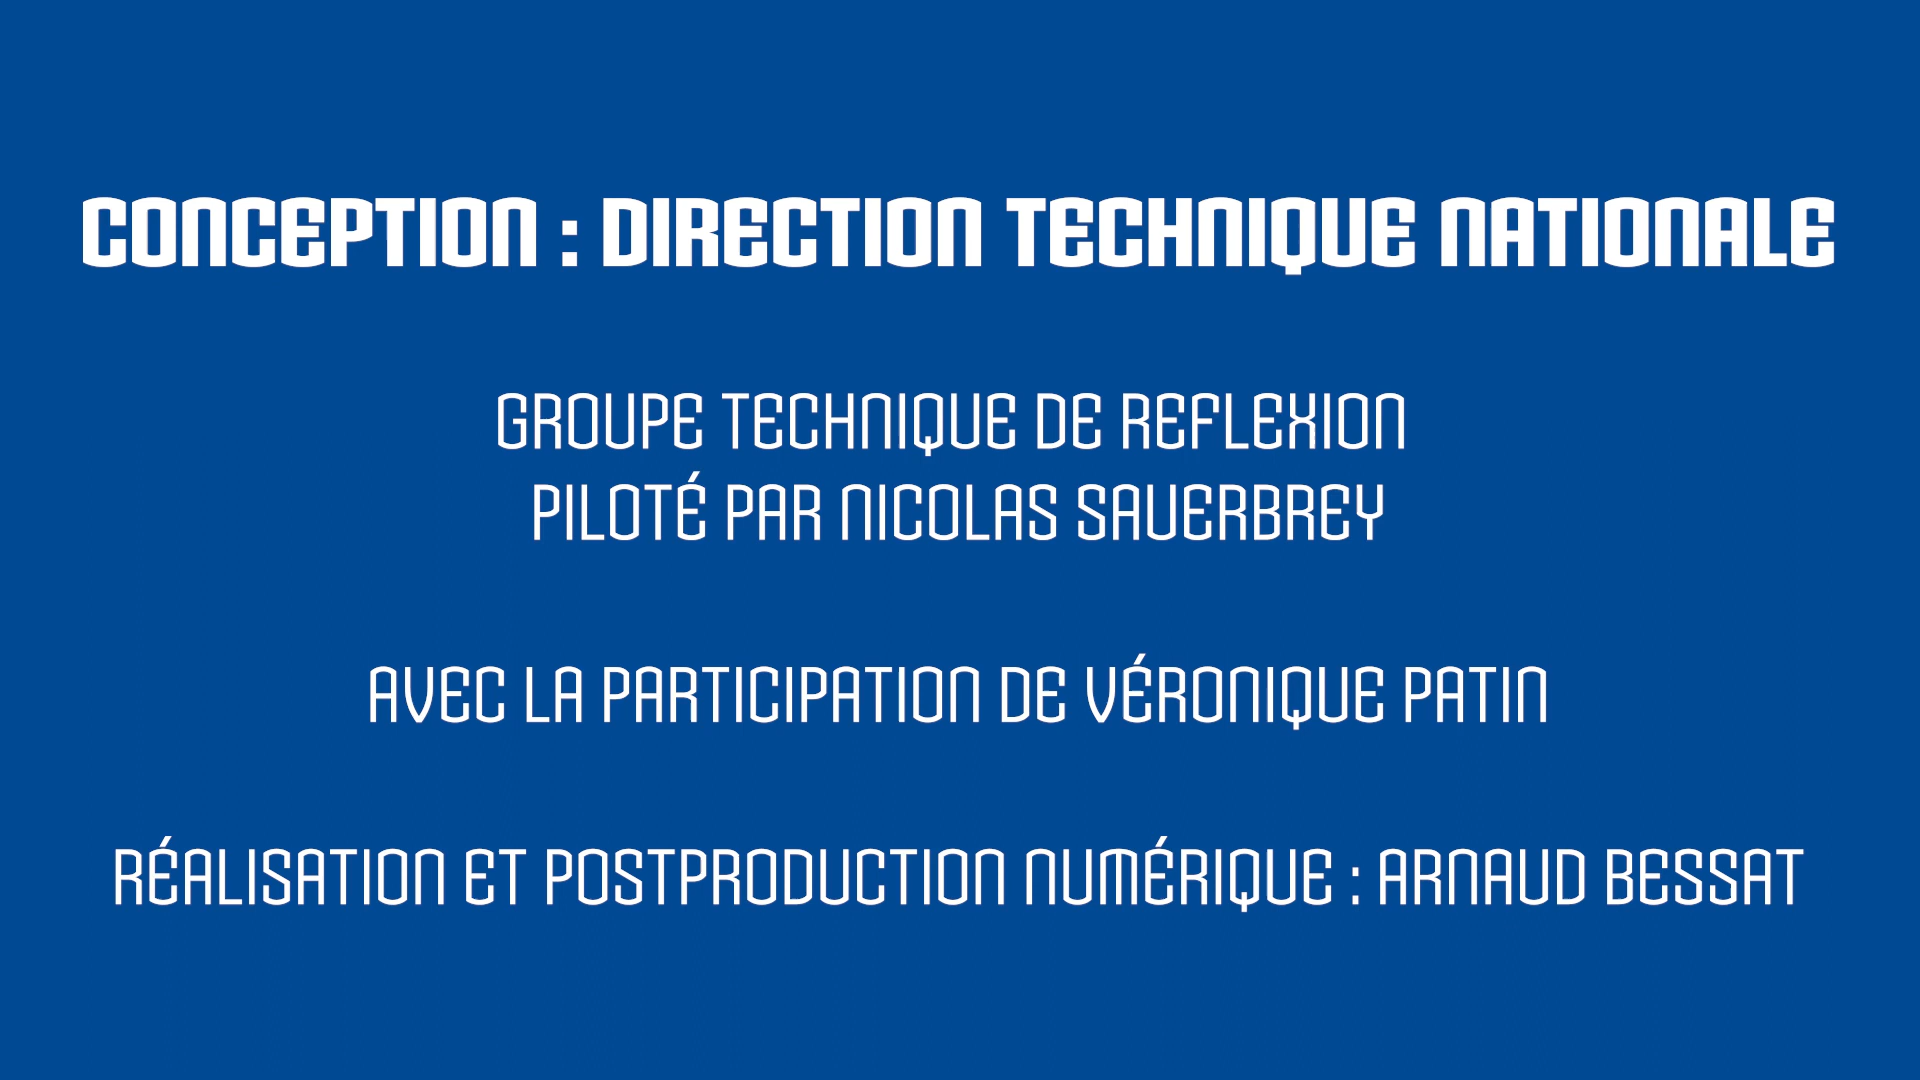 CONCEPTION : DIRECTION TECHNIQUE NATIONALE
GROUPE TECHNIQUE DE REFLEXION
PILOTÉ PAR NICOLAS SAUERBREY
AVEC LA PARTICIPATION DE VÉRONIQUE PATIN
RÉALISATION ET POSTPRODUCTION NUMÉRIQUE : ARNAUD BESSAT